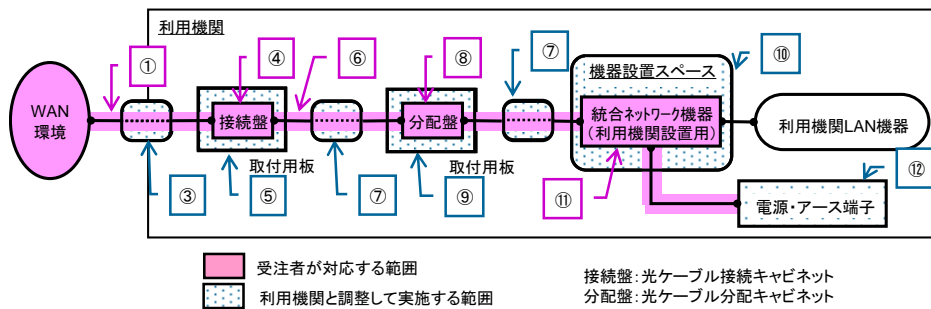 利用機関
①
④
⑥
⑧
⑦
⑩
機器設置スペース
WAN
環境
接続盤
分配盤
統合ネットワーク機器
(利用機関設置用)
利用機関LAN機器
取付用板
取付用板
③
⑤
⑦
⑨
⑪
⑫
電源・アース端子
受注者が対応する範囲
利用機関と調整して実施する範囲
接続盤:光ケーブル接続キャビネット
分配盤:光ケーブル分配キャビネット